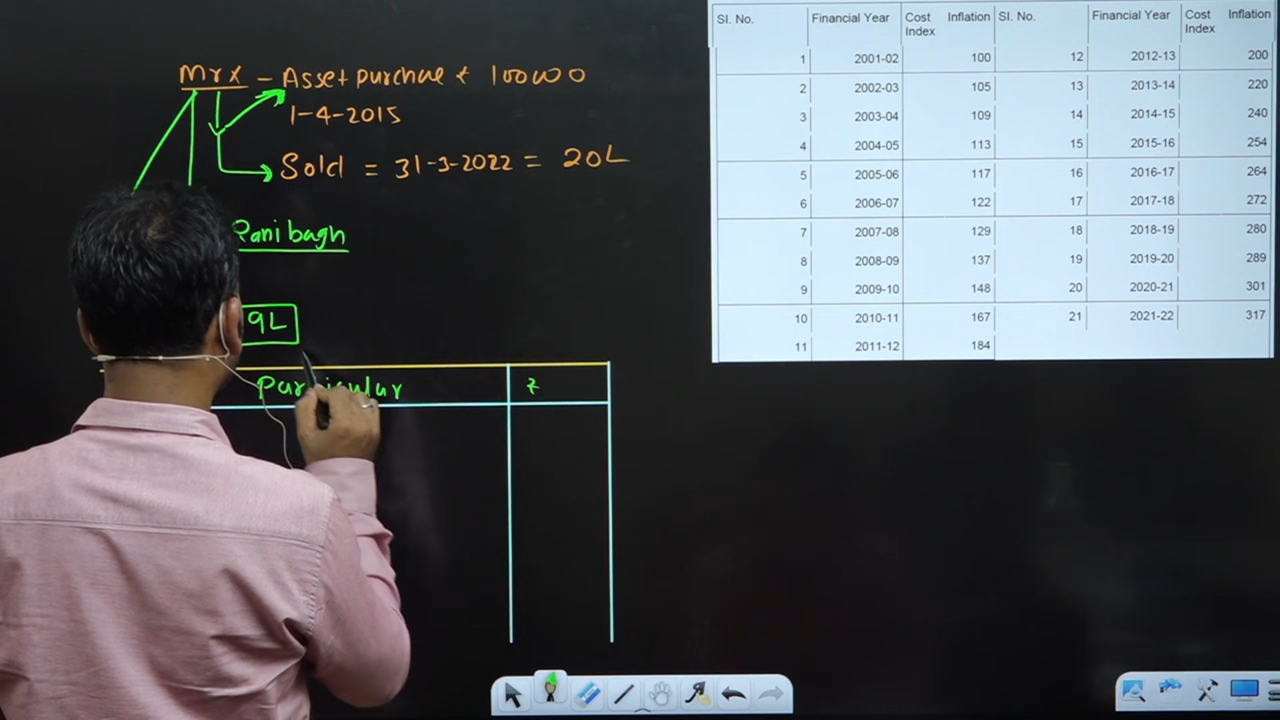 Mr X - Asset purchase ₹ 100000
1-4-2015
Sold = 31-3-2022 = 20L
Rani bagh
9L
Particular ₹
SI. No. Financial Year Cost Inflation Index SI. No. Financial Year Cost Inflation Index
1 2001-02 100 12 2012-13 200
2 2002-03 105 13 2013-14 220
3 2003-04 109 14 2014-15 240
4 2004-05 113 15 2015-16 254
5 2005-06 117 16 2016-17 264
6 2006-07 122 17 2017-18 272
7 2007-08 129 18 2018-19 280
8 2008-09 137 19 2019-20 289
9 2009-10 148 20 2020-21 301
10 2010-11 167 21 2021-22 317
11 2011-12 184